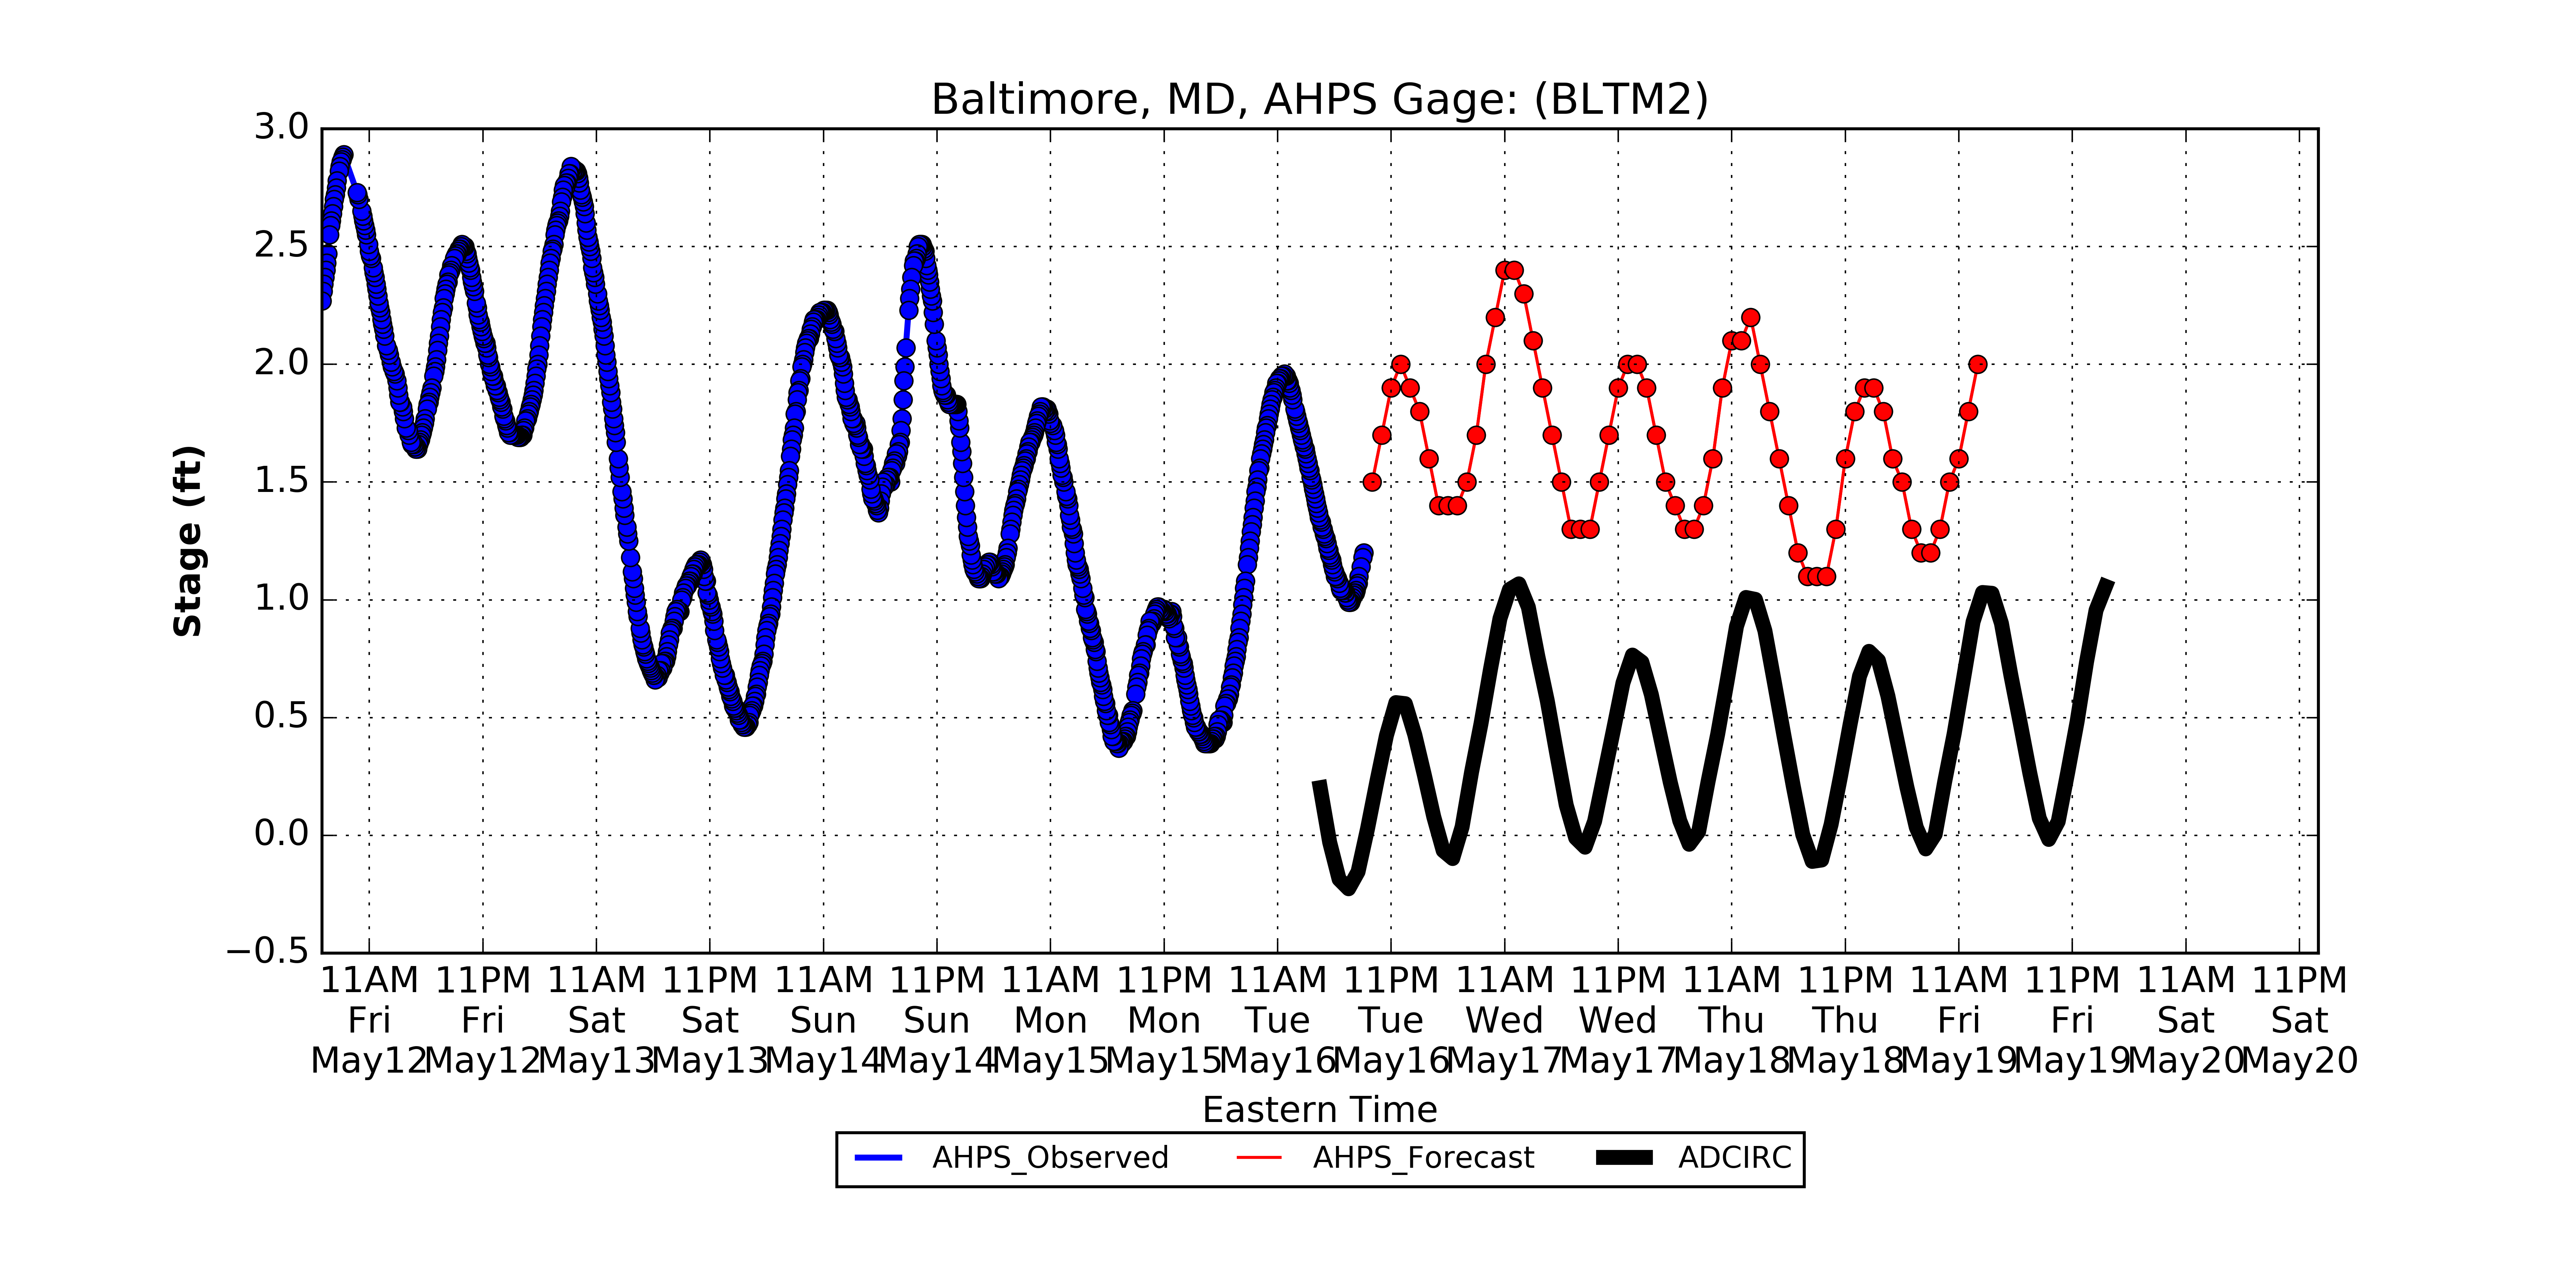 Baltimore, MD, AHPS Gage: (BLTM2)
3.0
2.5
2.0
1.5
1.0
0.5
0.0
−0.5
Stage (ft)
11AM 11PM 11AM 11PM 11AM 11PM 11AM 11PM 11AM 11PM 11AM 11PM 11AM 11PM 11AM 11PM 11AM 11PM
Fri Fri Sat Sat Sun Sun Mon Mon Tue Tue Wed Wed Thu Thu Fri Fri Sat Sat
May12 May12 May13 May13 May14 May14 May15 May15 May16 May16 May17 May17 May18 May18 May19 May19 May20 May20
Eastern Time
AHPS_Observed AHPS_Forecast ADCIRC